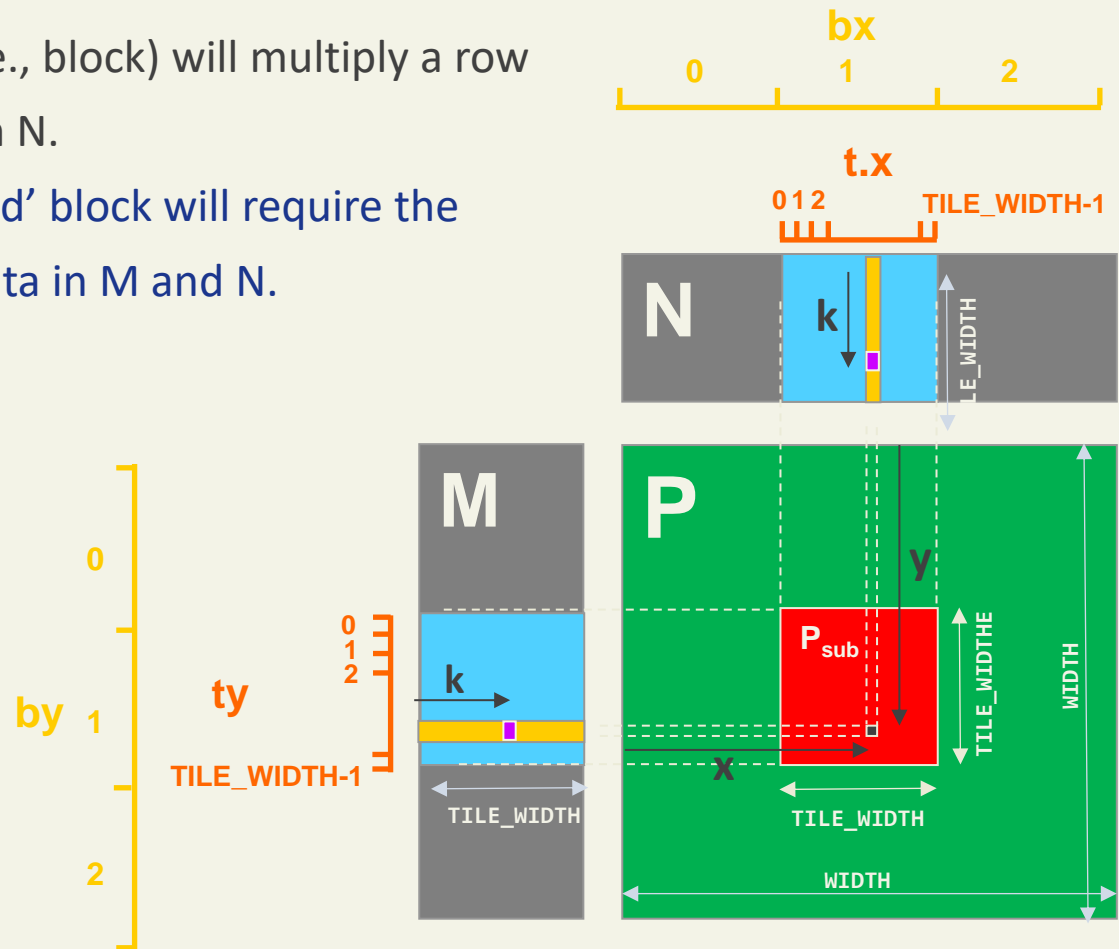 e., block) will multiply a row
n N.
d’ block will require the
ta in M and N.
bx
0 1 2
t.x
0 1 2 TILE_WIDTH-1
N
k
LE_WIDTH
M
P
y
0
0
1
2
P sub
TILE_WIDTHE
WIDTH
k
ty
by 1
TILE_WIDTH-1
x
TILE_WIDTH
TILE_WIDTH
2
WIDTH